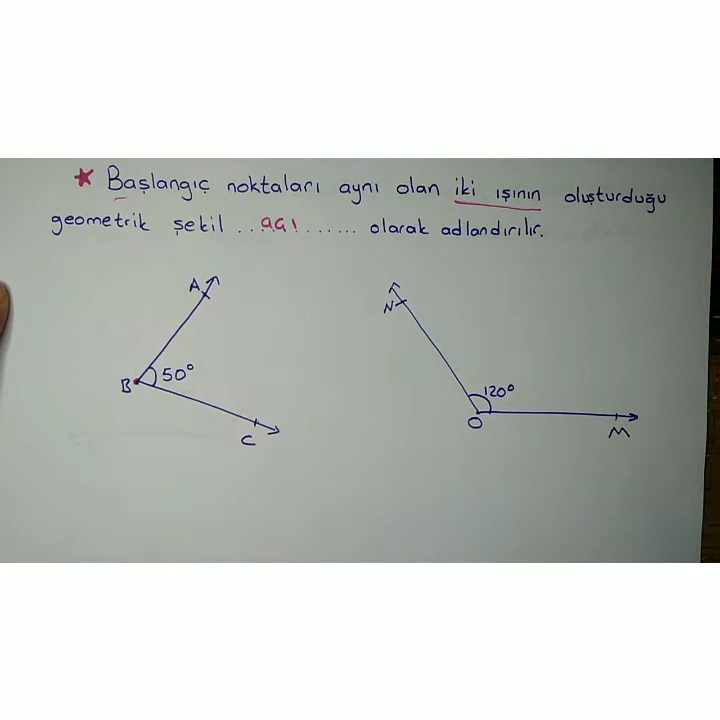 ★ Başlangıç noktaları aynı olan iki ışının oluşturduğu
geometrik şekil ..açı...... olarak adlandırılır.
A
B 50°
C
N
120°
O
M